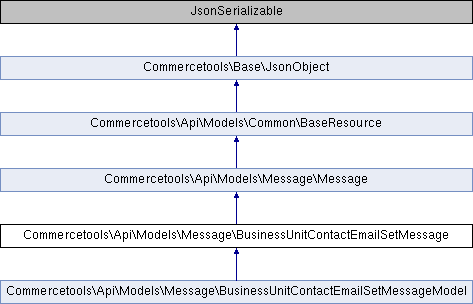 JsonSerializable
Commercetools\Base\JsonObject
Commercetools\Api\Models\Common\BaseResource
Commercetools\Api\Models\Message\Message
Commercetools\Api\Models\Message\BusinessUnitContactEmailSetMessage
Commercetools\Api\Models\Message\BusinessUnitContactEmailSetMessageModel